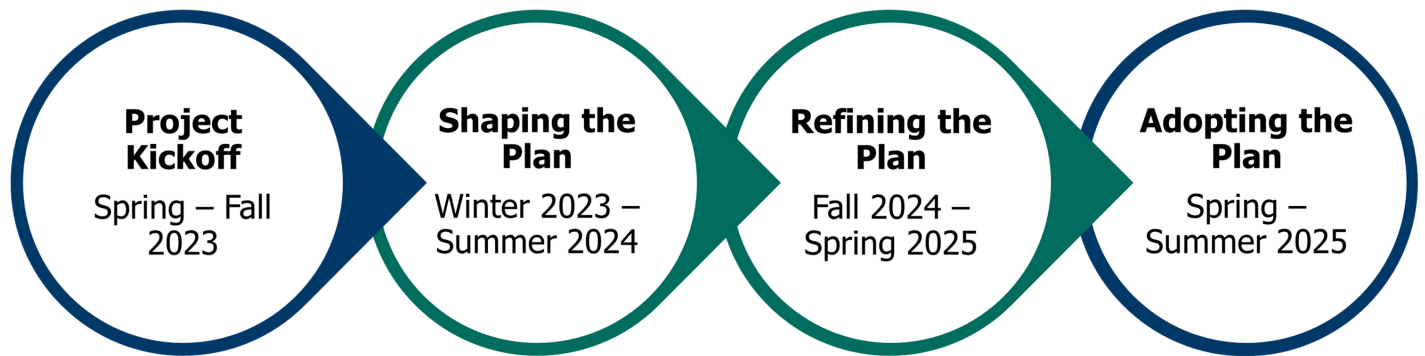 Project
Kickoff
Spring – Fall
2023
Shaping the
Plan
Winter 2023 –
Summer 2024
Refining the
Plan
Fall 2024 –
Spring 2025
Adopting the
Plan
Spring –
Summer 2025